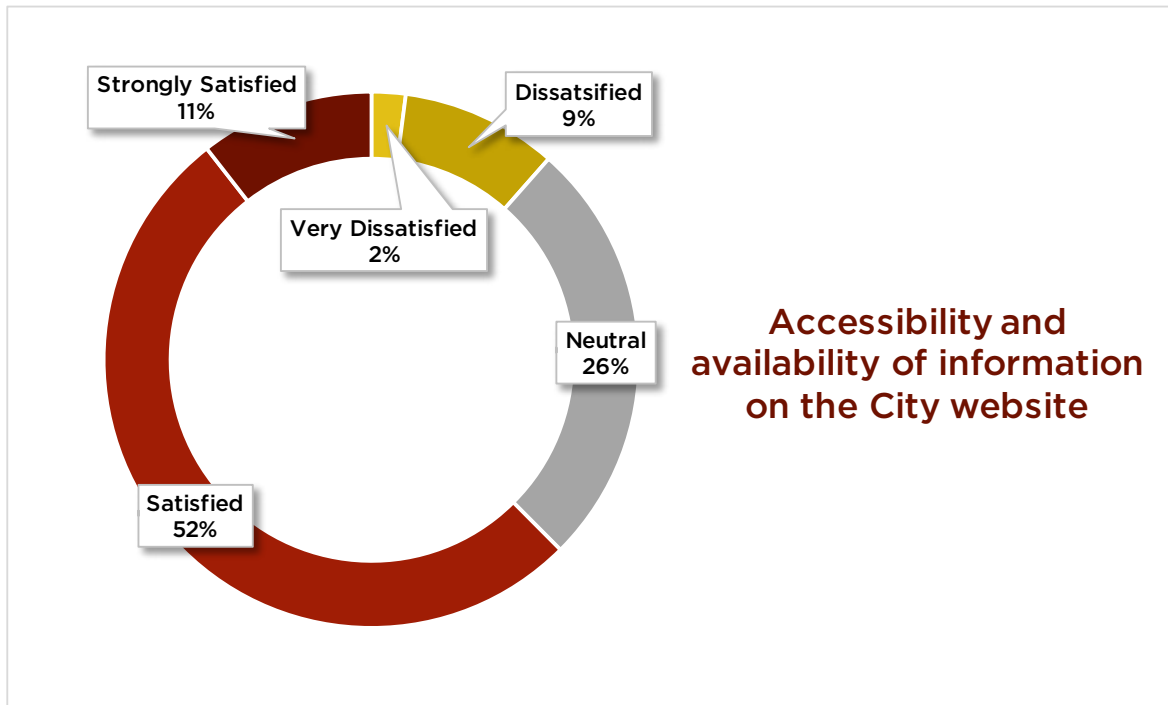 Strongly Satisfied
11%
Dissatsified
9%
Very Dissatisfied
2%
Neutral
26%
Satisfied
52%
Accessibility and
availability of information
on the City website